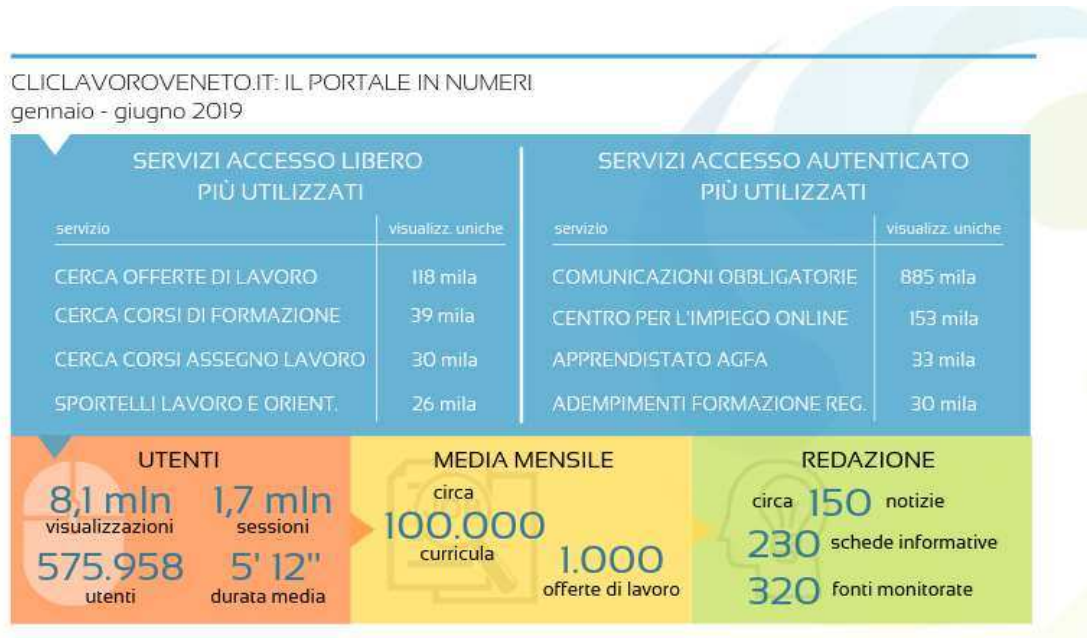 CLICLAVOROVENETO.IT: IL PORTALE IN NUMERI
gennaio - giugno 2019
SERVIZI ACCESSO LIBERO
PIÙ UTILIZZATI
servizio visualizz. uniche
CERCA OFFERTE DI LAVORO 118 mila
CERCA CORSI DI FORMAZIONE 39 mila
CERCA CORSI ASSEGNO LAVORO 30 mila
SPORTELLI LAVORO E ORIENT. 26 mila
SERVIZI ACCESSO AUTENTICATO
PIÙ UTILIZZATI
servizio visualizz. uniche
COMUNICAZIONI OBBLIGATORIE 885 mila
CENTRO PER L'IMPIEGO ONLINE 153 mila
APPRENDISTATO AGFA 33 mila
ADEMPIMENTI FORMAZIONE REG. 30 mila
UTENTI
8,1 mln 1,7 mln
visualizzazioni sessioni
575.958 5' 12"
utenti durata media
MEDIA MENSILE
circa
100.000
curricula
1.000
offerte di lavoro
REDAZIONE
circa 150 notizie
230 schede informative
320 fonti monitorate